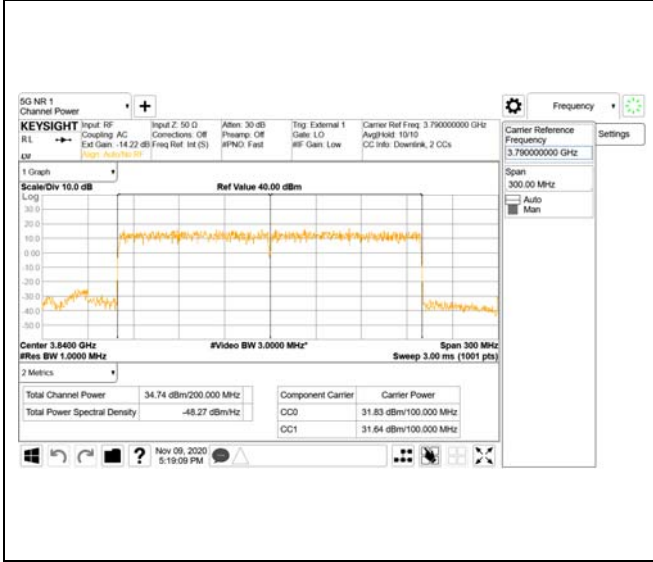 5G NR 1
Channel Power
Frequency
KEYSIGHT
RL
Input: RF
Coupling: AC
Ext Gain: -14.22 dB
Align: Auto/No RF
Input Z: 50 Ω
Corrections: Off
Freq Ref: Int (S)
Atten: 30 dB
Preamp: Off
#PNO: Fast
Trig: External 1
Gate: LO
#IF Gain: Low
Carrier Ref Freq: 3.790000000 GHz
Avg|Hold: 10/10
CC Info: Downlink, 2 CCs
Carrier Reference
Frequency
3.790000000 GHz
Settings
Span
300.00 MHz
Auto
Man
1 Graph
Scale/Div 10.0 dB
Ref Value 40.00 dBm
Log
30.0
20.0
10.0
0.00
-10.0
-20.0
-30.0
-40.0
-50.0
Center 3.8400 GHz
#Video BW 3.0000 MHz*
Span 300 MHz
#Res BW 1.0000 MHz
Sweep 3.00 ms (1001 pts)
2 Metrics
Total Channel Power 34.74 dBm/200.000 MHz
Total Power Spectral Density -48.27 dBm/Hz
Component Carrier Carrier Power
CC0 31.83 dBm/100.000 MHz
CC1 31.64 dBm/100.000 MHz
Nov 09, 2020
5:19:09 PM